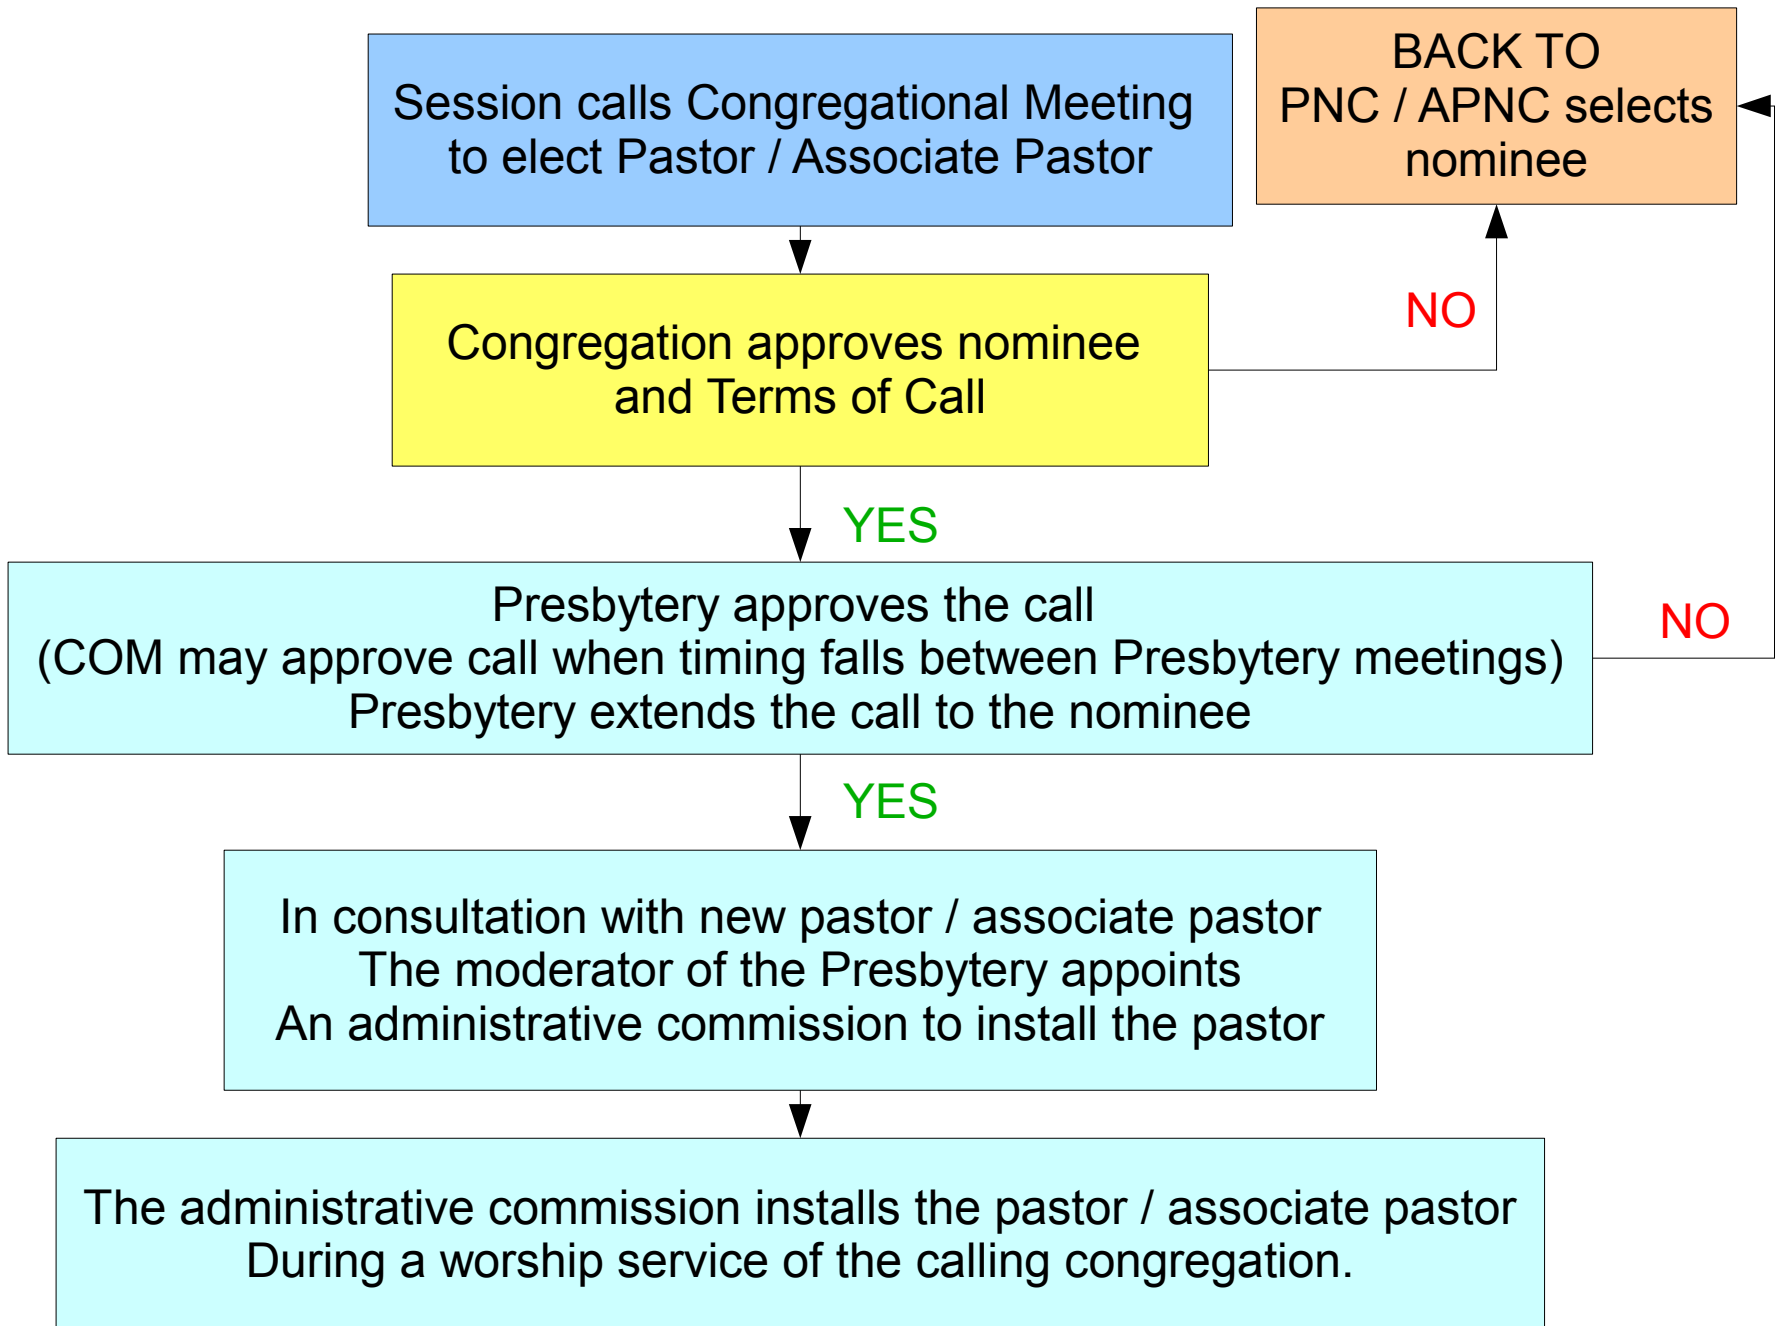 Session calls Congregational Meeting
to elect Pastor / Associate Pastor
BACK TO
PNC / APNC selects
nominee
Congregation approves nominee
and Terms of Call
NO
YES
Presbytery approves the call
(COM may approve call when timing falls between Presbytery meetings)
Presbytery extends the call to the nominee
NO
YES
In consultation with new pastor / associate pastor
The moderator of the Presbytery appoints
An administrative commission to install the pastor
The administrative commission installs the pastor / associate pastor
During a worship service of the calling congregation.